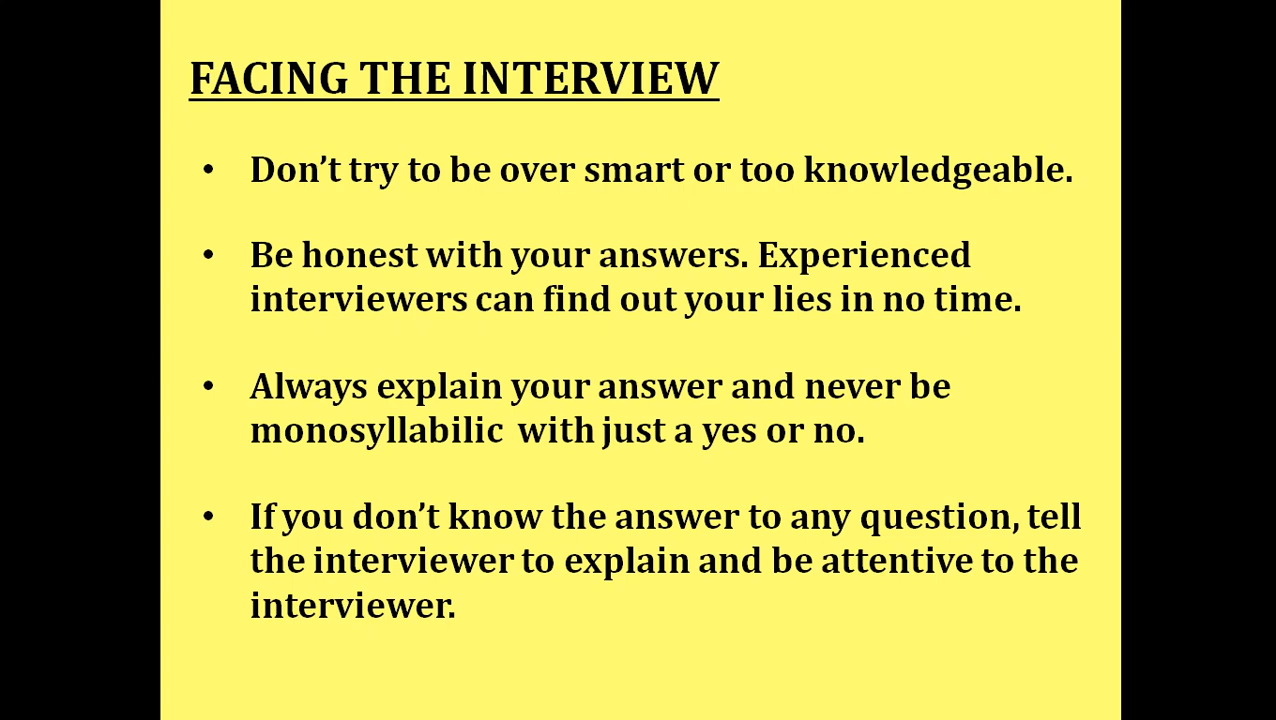 FACING THE INTERVIEW
• Don’t try to be over smart or too knowledgeable.
• Be honest with your answers. Experienced
interviewers can find out your lies in no time.
• Always explain your answer and never be
monosyllabilic with just a yes or no.
• If you don’t know the answer to any question, tell
the interviewer to explain and be attentive to the
interviewer.